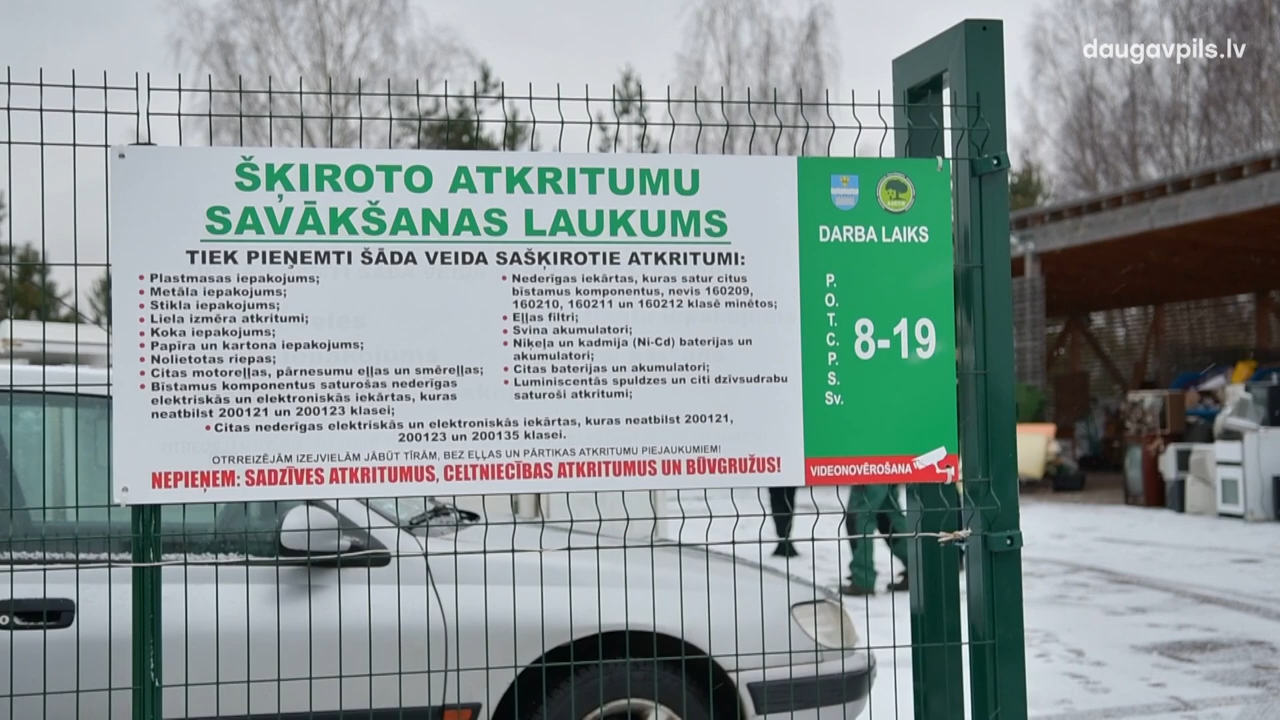 daugavpils.lv
ŠĶIROTO ATKRITUMU
SAVĀKŠANAS LAUKUMS
TIEK PIEŅEMTI ŠĀDA VEIDA SAŠĶIROTIE ATKRITUMI:
• Plastmasas iepakojums;
• Metāla iepakojums;
• Stikla iepakojums;
• Liela izmēra atkritumi;
• Koka iepakojums;
• Papīra un kartona iepakojums;
• Nolietotas riepas;
• Citas motoreļļas, pārnesumu eļļas un smēreļļas;
• Bīstamus komponentus saturošas nederīgas
elektriskās un elektroniskās iekārtas, kuras
neatbilst 200121 un 200123 klasei;
• Nederīgas iekārtas, kuras satur citus
bīstamus komponentus, nevis 160209,
160210, 160211 un 160212 klasē minētos;
• Eļļas filtri;
• Svina akumulatori;
• Niķeļa un kadmija (Ni-Cd) baterijas un
akumulatori;
• Citas baterijas un akumulatori;
• Luminiscentās spuldzes un citi dzīvsudrabu
saturoši atkritumi;
• Citas nederīgas elektriskās un elektroniskās iekārtas, kuras neatbilst 200121,
200123 un 200135 klasei.
OTRREIZĒJĀM IZEJVIELĀM JĀBŪT TĪRĀM, BEZ EĻĻAS UN PĀRTIKAS ATKRITUMU PIEJAUKUMIEM!
NEPIEŅEM: SADZĪVES ATKRITUMUS, CELTNIECĪBAS ATKRITUMUS UN BŪVGRUŽUS!
DARBA LAIKS
P.
O.
T.
C.
P.
S.
Sv.
8-19
VIDEONOVĒROŠANA